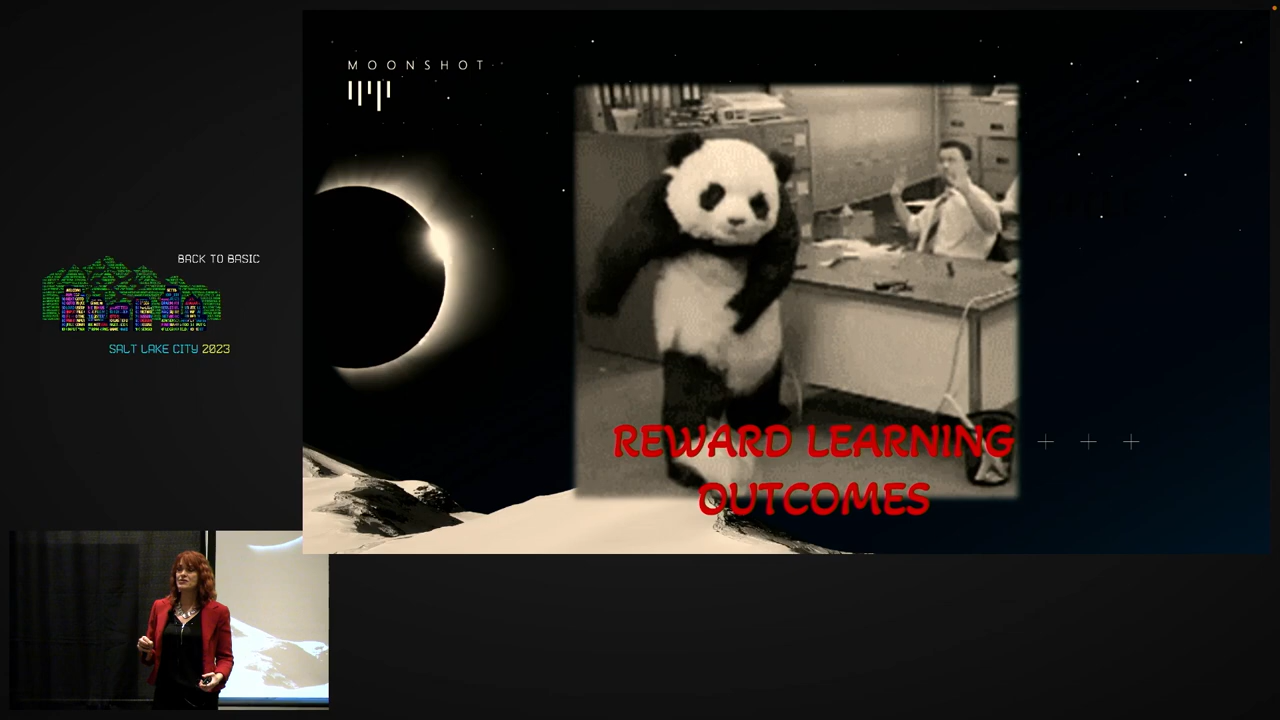 MOONSHOT
BACK TO BASIC
SALT LAKE CITY 2023
REWARD LEARNING
OUTCOMES